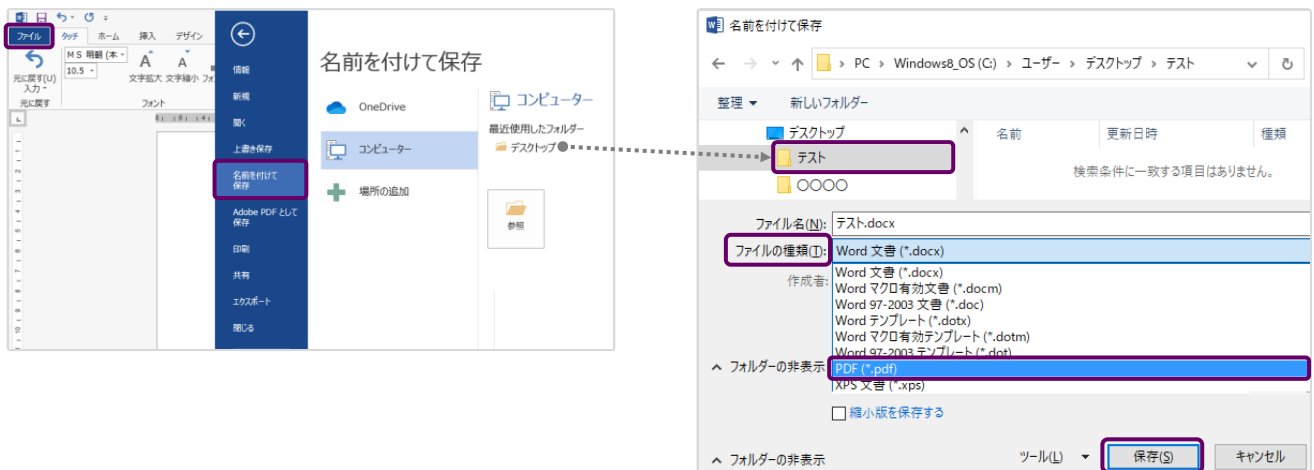 ファイル タッチ ホーム 挿入 デザイン
MS 明朝 (本
10.5
元に戻す(U)
入力
文字拡大 文字縮小 フォ
元に戻す
フォント
情報
新規
開く
上書き保存
名前を付けて
保存
Adobe PDF として
保存
印刷
共有
エクスポート
閉じる
名前を付けて保存
OneDrive
コンピューター
場所の追加
コンピューター
最近使用したフォルダー
デスクトップ
参照
名前を付けて保存
PC › Windows8_OS (C:) › ユーザー › デスクトップ › テスト
整理 新しいフォルダー
デスクトップ
テスト
〇〇〇〇
名前 更新日時 種類
検索条件に一致する項目はありません。
ファイル名(N): テスト.docx
ファイルの種類(T): Word 文書 (*.docx)
作成者:
Word 文書 (*.docx)
Word マクロ有効文書 (*.docm)
Word 97-2003 文書 (*.doc)
Word テンプレート (*.dotx)
Word マクロ有効テンプレート (*.dotm)
Word 97-2003 テンプレート (*.dot)
フォルダーの非表示
PDF (*.pdf)
XPS 文書 (*.xps)
縮小版を保存する
フォルダーの非表示 ツール(L) 保存(S) キャンセル